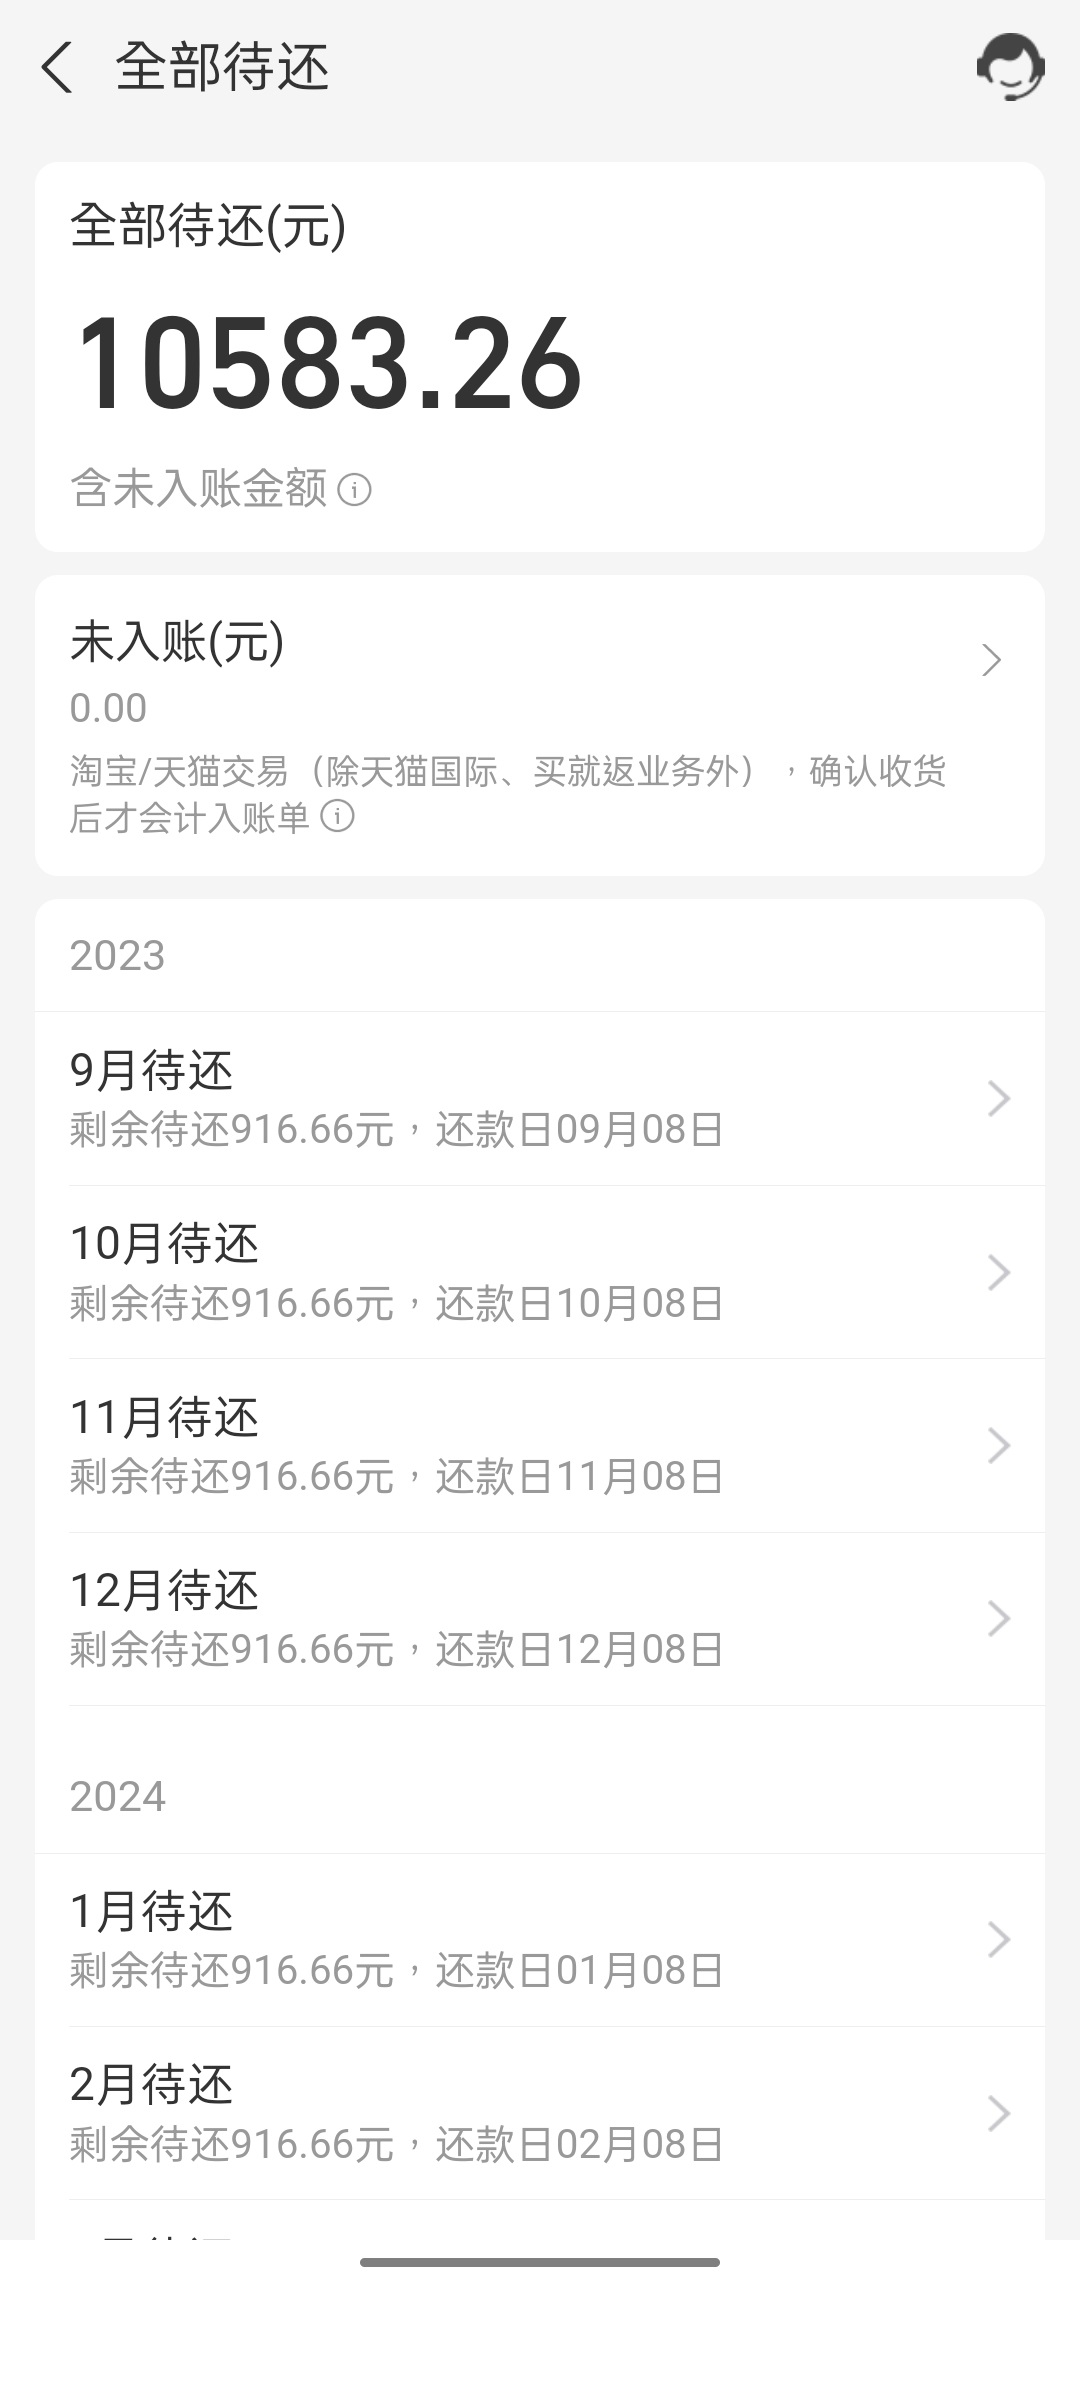 全部待还
全部待还(元)
10583.26
含未入账金额
未入账(元)
0.00
淘宝/天猫交易（除天猫国际、买就返业务外），确认收货
后才会计入账单
2023
9月待还
剩余待还916.66元，还款日09月08日
10月待还
剩余待还916.66元，还款日10月08日
11月待还
剩余待还916.66元，还款日11月08日
12月待还
剩余待还916.66元，还款日12月08日
2024
1月待还
剩余待还916.66元，还款日01月08日
2月待还
剩余待还916.66元，还款日02月08日